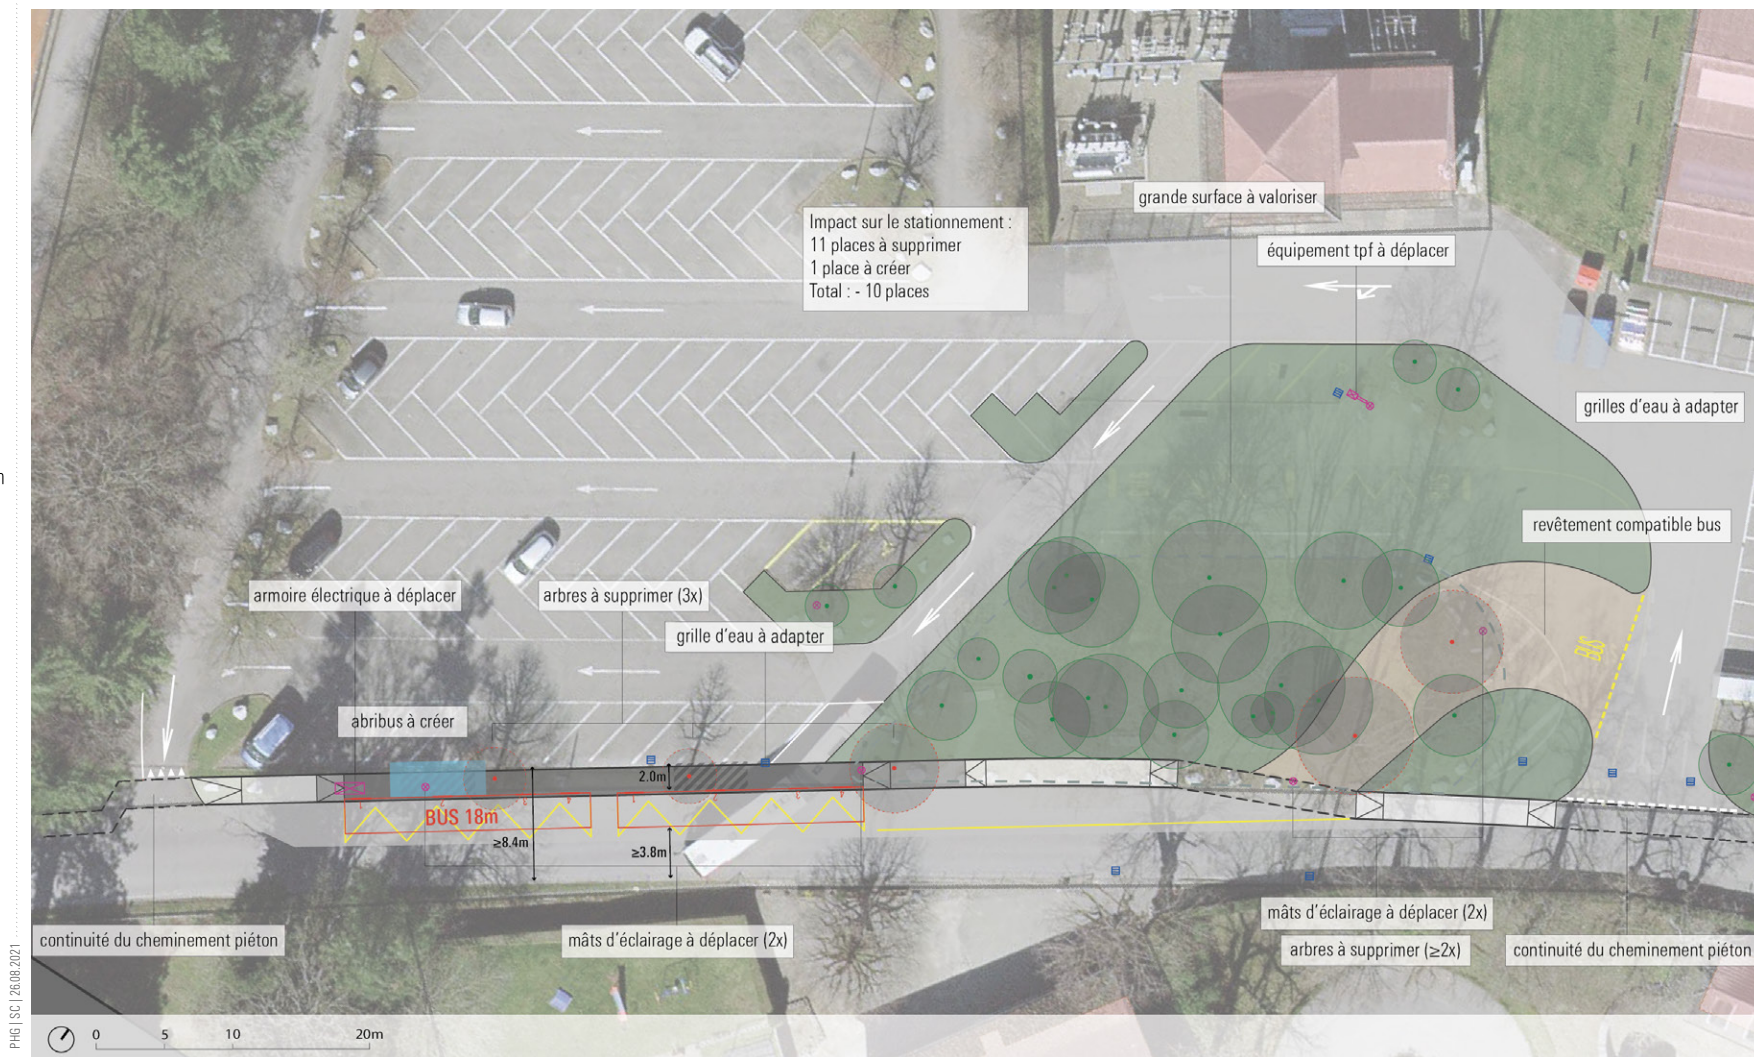 grande surface à valoriser
Impact sur le stationnement :
11 places à supprimer
1 place à créer
Total : - 10 places
équipement tpf à déplacer
grilles d'eau à adapter
revêtement compatible bus
armoire électrique à déplacer
arbres à supprimer (3x)
grille d'eau à adapter
BUS
abribus à créer
2.0m
BUS 18m
≥8.4m
≥3.8m
mâts d'éclairage à déplacer (2x)
continuité du cheminement piéton
mâts d'éclairage à déplacer (2x)
arbres à supprimer (≥2x)
continuité du cheminement piéton
PHG | SC | 26.08.2021
0 5 10 20m